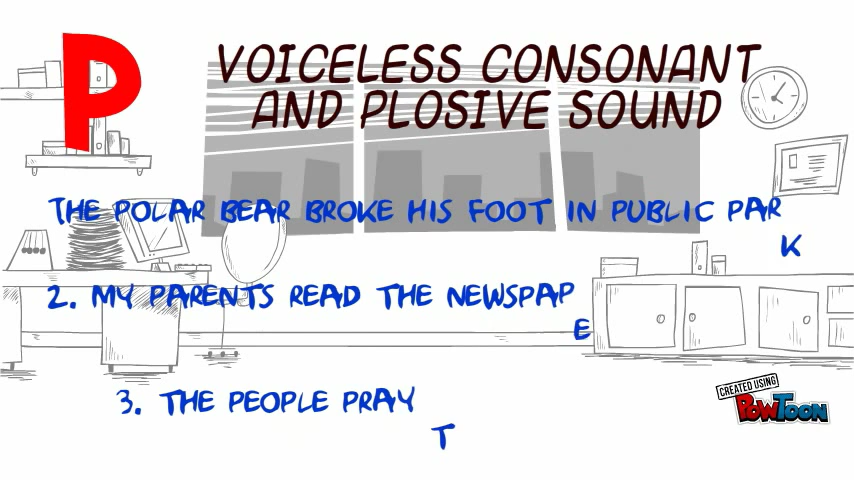 P
VOICELESS CONSONANT
AND PLOSIVE SOUND
THE POLAR BEAR BROKE HIS FOOT IN PUBLIC PAR
K
2. MY PARENTS READ THE NEWSPAP
E
3. THE PEOPLE PRAY
T
CREATED USING
POWTOON